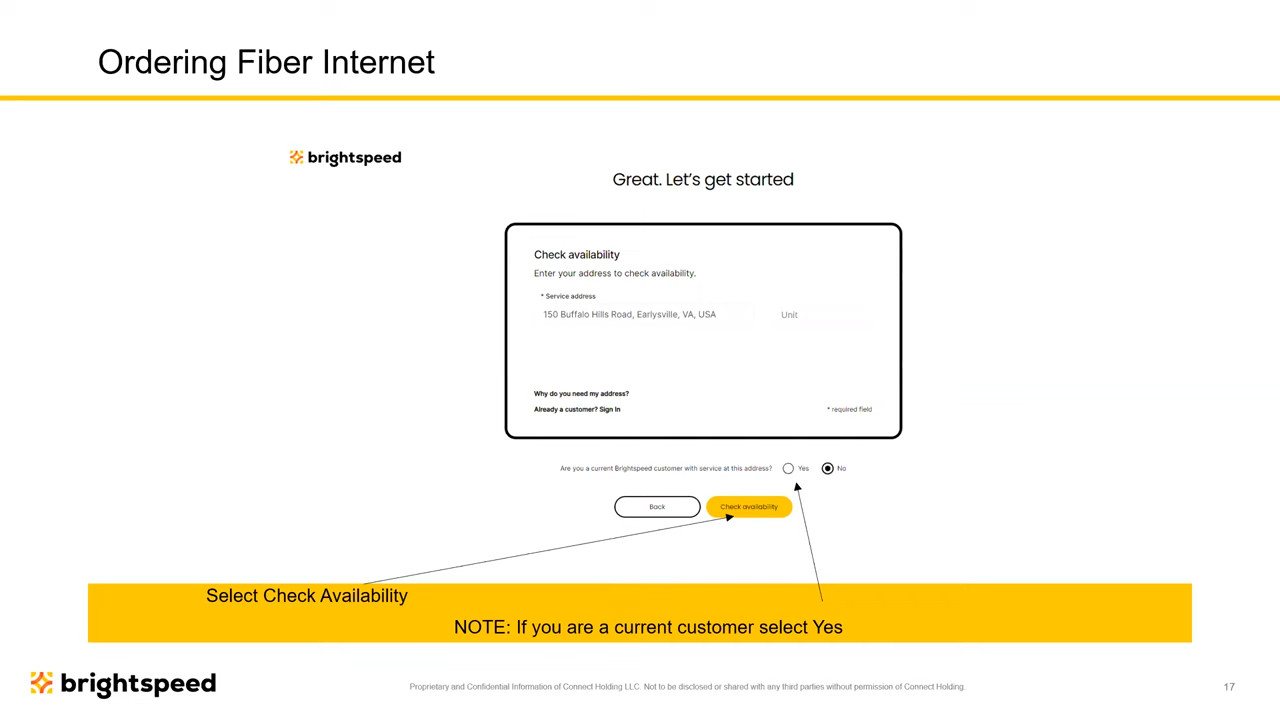 Ordering Fiber Internet
brightspeed
Great. Let's get started
Check availability
Enter your address to check availability.
* Service address
150 Buffalo Hills Road, Earlysville, VA, USA
Unit
Why do you need my address?
Already a customer? Sign In
* required field
Are you a current Brightspeed customer with service at this address? Yes No
Back
Check availability
Select Check Availability
NOTE: If you are a current customer select Yes
brightspeed
Proprietary and Confidential Information of Connect Holding LLC. Not to be disclosed or shared with any third parties without permission of Connect Holding.
17